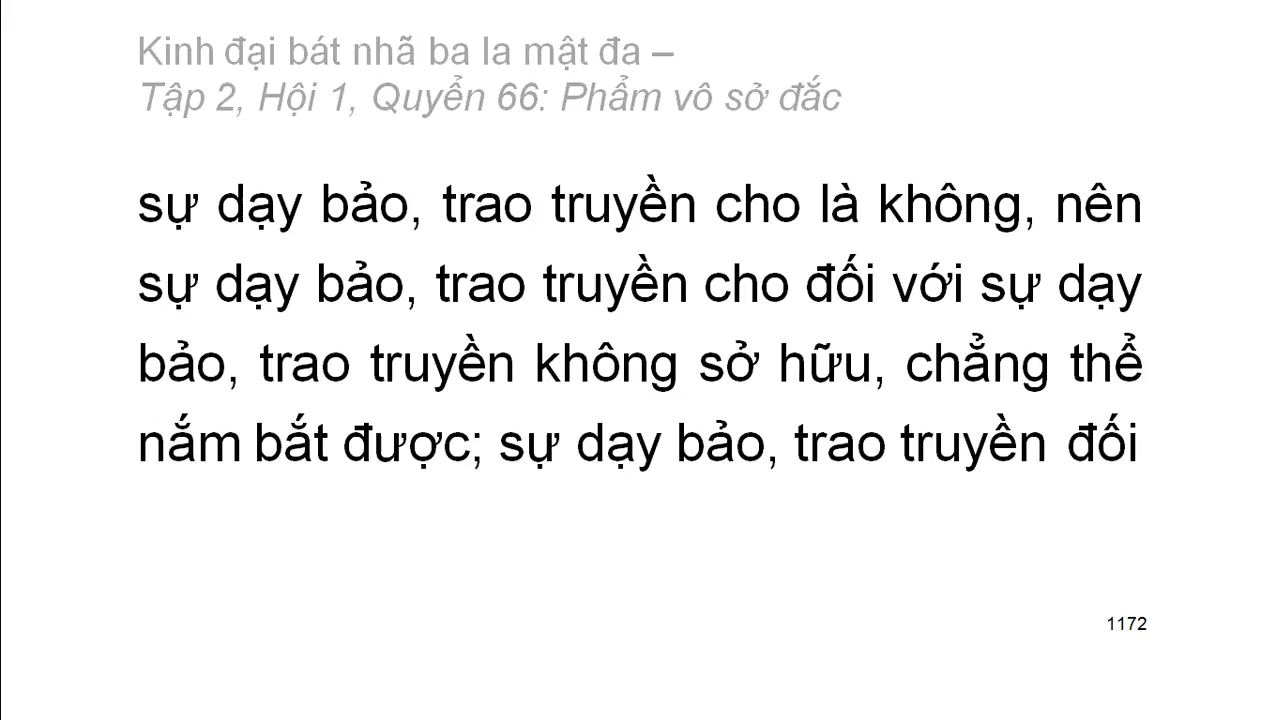 Kinh đại bát nhã ba la mật đa –
Tập 2, Hội 1, Quyển 66: Phẩm vô sở đắc
sự dạy bảo, trao truyền cho là không, nên
sự dạy bảo, trao truyền cho đối với sự dạy
bảo, trao truyền không sở hữu, chẳng thể
nắm bắt được; sự dạy bảo, trao truyền đối
1172